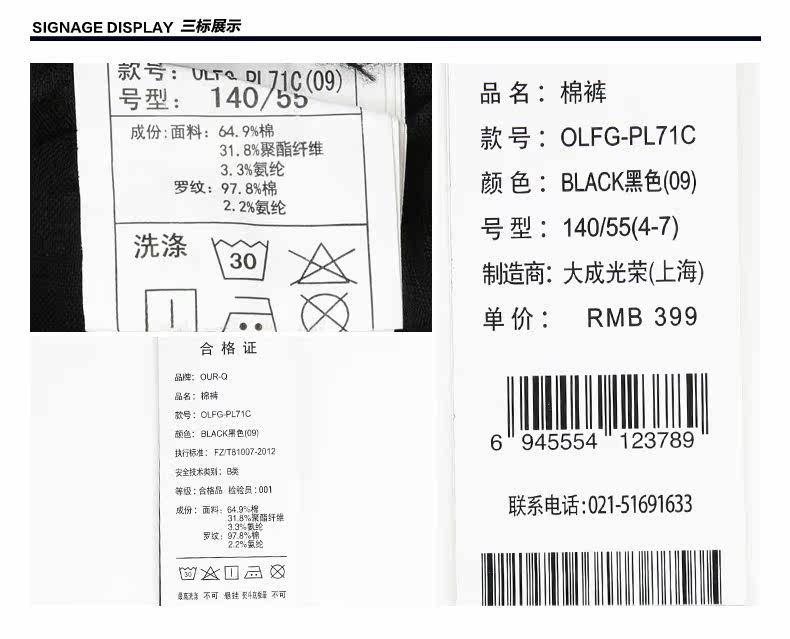 SIGNAGE DISPLAY 三标展示
款号: OLFG PL71C(09)
号型: 140/55
成份:面料: 64.9%棉
31.8%聚酯纤维
3.3%氨纶
罗纹: 97.8%棉
2.2%氨纶
洗涤
30
合格证
品牌: OUR-Q
品名: 棉裤
款号: OLFG-PL71C
颜色: BLACK黑色(09)
执行标准: FZ/T81007-2012
安全技术类别: B类
等级: 合格品 检验员: 001
成份: 面料: 64.9%棉
31.8%聚酯纤维
3.3%氨纶
罗纹: 97.8%棉
2.2%氨纶
30
最高洗涤 不可 悬挂 不可
品名: 棉裤
款号: OLFG-PL71C
颜色: BLACK黑色(09)
号型: 140/55(4-7)
制造商: 大成光荣(上海)
单价: RMB 399
6 945554 123789
联系电话:021-51691633